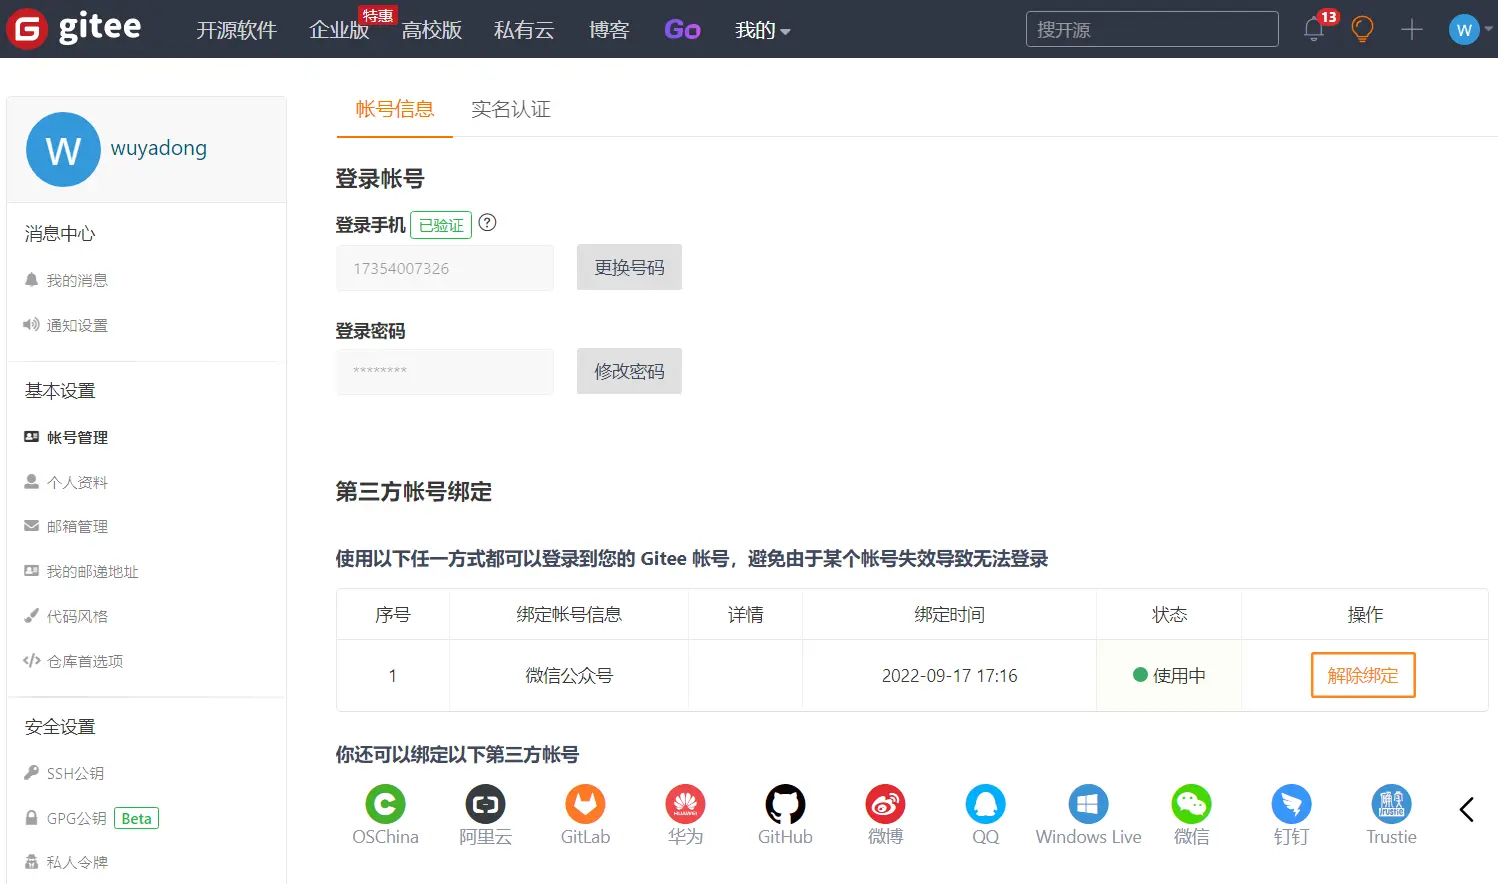 gitee
开源软件
企业版
特惠
高校版
私有云
博客
Go
我的
搜开源
13
W
W
wuyadong
消息中心
我的消息
通知设置
基本设置
帐号管理
个人资料
邮箱管理
我的邮递地址
代码风格
仓库首选项
安全设置
SSH公钥
GPG公钥 Beta
私人令牌
帐号信息
实名认证
登录帐号
登录手机 已验证 ?
17354007326
更换号码
登录密码
********
修改密码
第三方帐号绑定
使用以下任一方式都可以登录到您的 Gitee 帐号，避免由于某个帐号失效导致无法登录
序号 绑定帐号信息 详情 绑定时间 状态 操作
1 微信公众号 2022-09-17 17:16 使用中 解除绑定
你还可以绑定以下第三方帐号
OSChina 阿里云 GitLab 华为 GitHub 微博 QQ Windows Live 微信 钉钉 Trustie